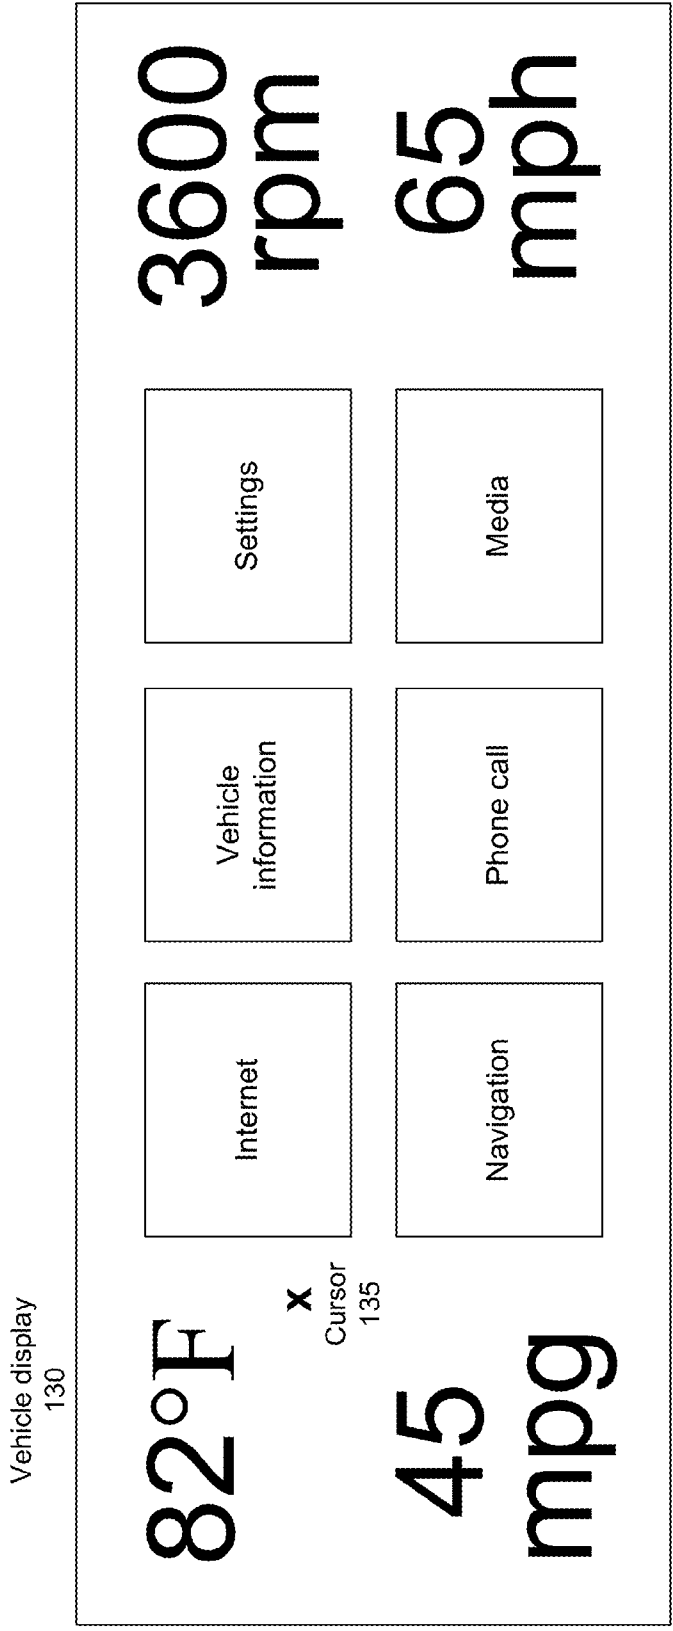 Vehicle display
130
82°F
Internet
Vehicle
information
Settings
3600
rpm
x
Cursor
135
45
mpg
Navigation
Phone call
Media
65
mph